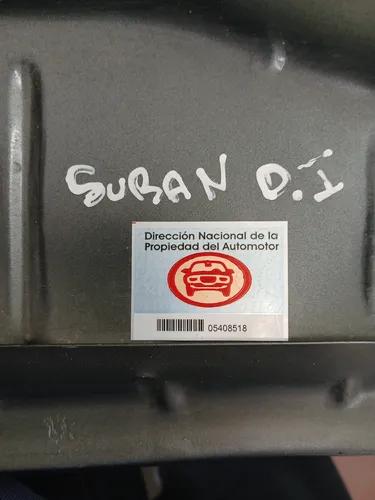 SURAN D.I
Dirección Nacional de la
Propiedad del Automotor
05408518